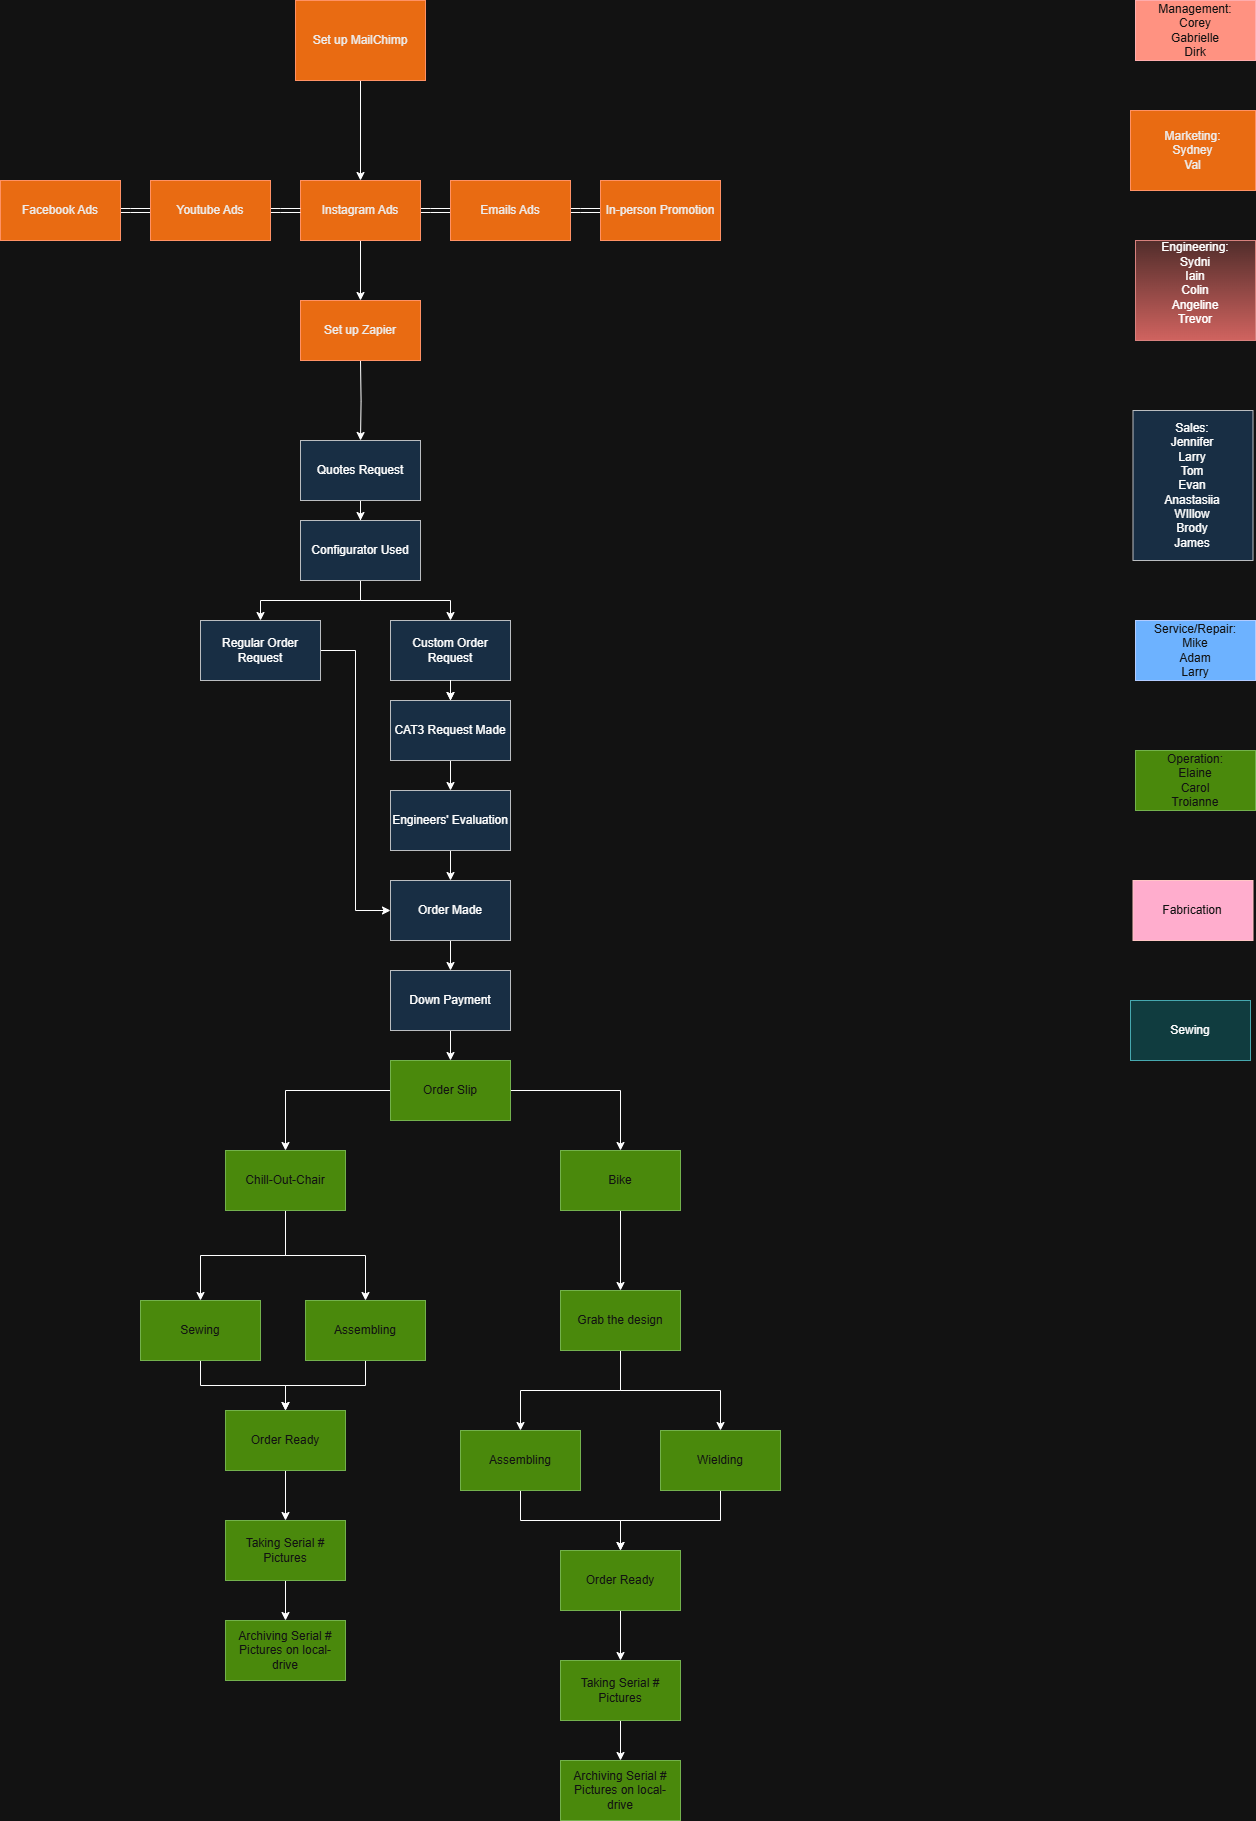 Set up MailChimp
Facebook Ads
Youtube Ads
Instagram Ads
Emails Ads
In-person Promotion
Set up Zapier
Quotes Request
Configurator Used
Regular Order
Request
Custom Order
Request
CAT3 Request Made
Engineers' Evaluation
Order Made
Down Payment
Order Slip
Chill-Out-Chair
Bike
Sewing
Assembling
Grab the design
Order Ready
Assembling
Wielding
Taking Serial #
Pictures
Order Ready
Archiving Serial #
Pictures on local-
drive
Taking Serial #
Pictures
Archiving Serial #
Pictures on local-
drive
Management:
Corey
Gabrielle
Dirk
Marketing:
Sydney
Val
Engineering:
Sydni
Iain
Colin
Angeline
Trevor
Sales:
Jennifer
Larry
Tom
Evan
Anastasiia
WIllow
Brody
James
Service/Repair:
Mike
Adam
Larry
Operation:
Elaine
Carol
Troianne
Fabrication
Sewing